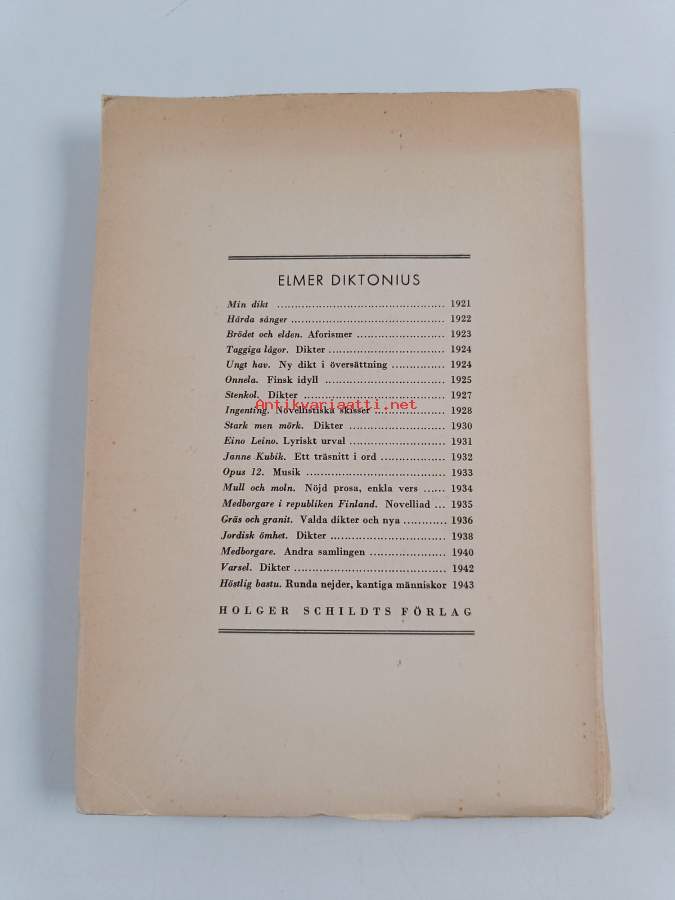 ELMER DIKTONIUS
Min dikt ................................................ 1921
Hårda sånger ............................................ 1922
Brödet och elden. Aforismer ......................... 1923
Taggiga lågor. Dikter ................................. 1924
Ungt hav. Ny dikt i översättning ............... 1924
Onnela. Finsk idyll ................................... 1925
Stenkol. Dikter ......................................... 1927
Antikvariaatti.net
Ingenting. Novellistiska skisser .................... 1928
Stark men mörk. Dikter ............................ 1930
Eino Leino. Lyriskt urval ............................ 1931
Janne Kubik. Ett träsnitt i ord ................... 1932
Opus 12. Musik ........................................ 1933
Mull och moln. Nöjd prosa, enkla vers ...... 1934
Medborgare i republiken Finland. Novelliad ... 1935
Gräs och granit. Valda dikter och nya ............ 1936
Jordisk ömhet. Dikter ................................. 1938
Medborgare. Andra samlingen ...................... 1940
Varsel. Dikter ........................................... 1942
Höstlig bastu. Runda nejder, kantiga människor 1943
HOLGER SCHILDTS FÖRLAG